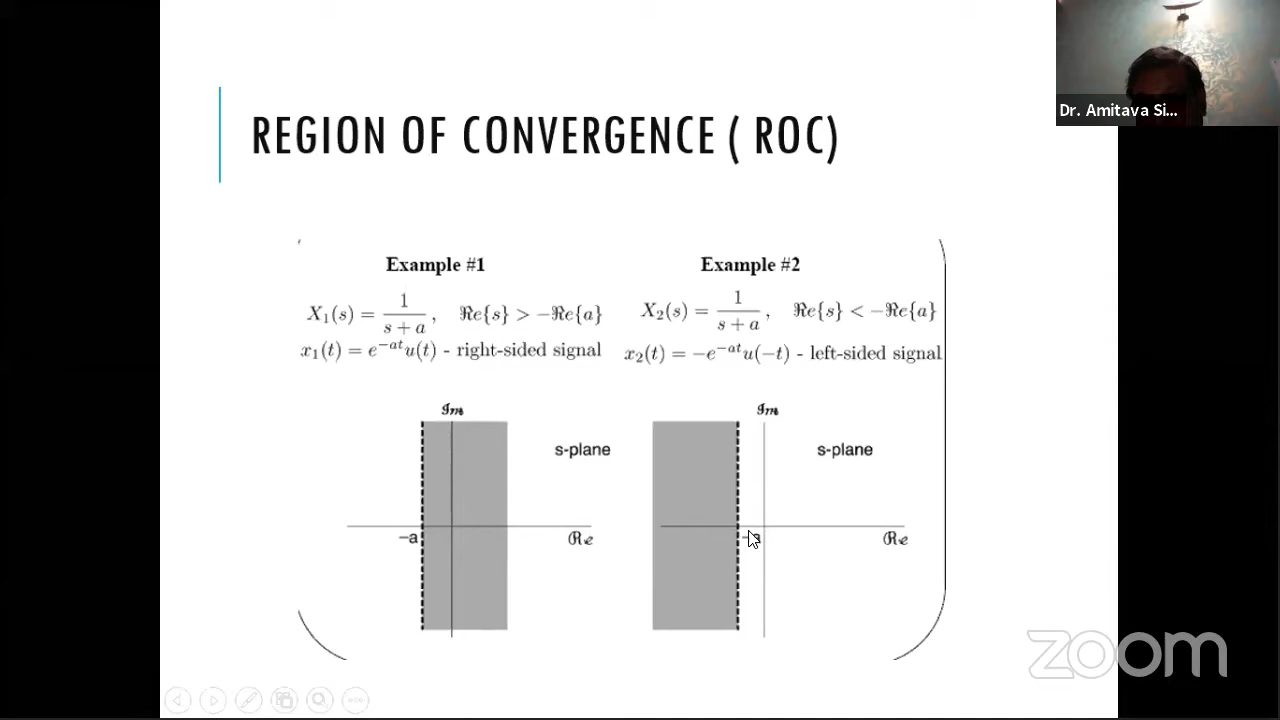 Dr. Amitava Si...
REGION OF CONVERGENCE ( ROC)
Example #1
X₁(s) = 1/(s + a), ℜe{s} > −ℜe{a}
x₁(t) = e^{−at}u(t) - right-sided signal
Example #2
X₂(s) = 1/(s + a), ℜe{s} < −ℜe{a}
x₂(t) = −e^{−at}u(−t) - left-sided signal
ℐm
s-plane
−a
ℛe
ℐm
s-plane
−a
ℛe
zoom